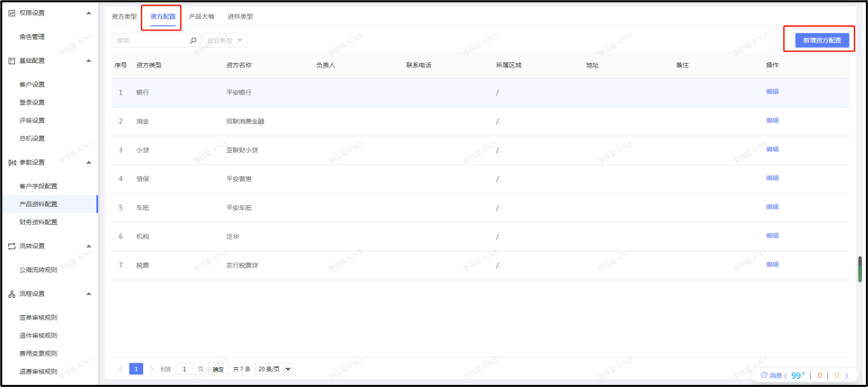 权限设置
角色管理
基础配置
客户设置
登录设置
评级设置
总机设置
参数设置
客户字段配置
产品资料配置
财务资料配置
流转设置
公海流转规则
流程设置
签单审核规则
退件审核规则
费用变更规则
退费审核规则
资方类型 资方配置 产品大纲 进件类型
搜索 新增资方配置
序号 资方类型 资方名称 负责人 联系电话 所属区域 地址 备注 操作
1 银行 平安银行 / 编辑
2 消金 招联消费金融 / 编辑
3 小贷 亚联财小贷 / 编辑
4 信保 平安普惠 / 编辑
5 车抵 平安车抵 / 编辑
6 机构 泛华 / 编辑
7 税票 农行税票贷 / 编辑
< 1 > 到第 1 页 确定 共 7 条 20 条/页
消息 ( 99+ | 0 | 0 )